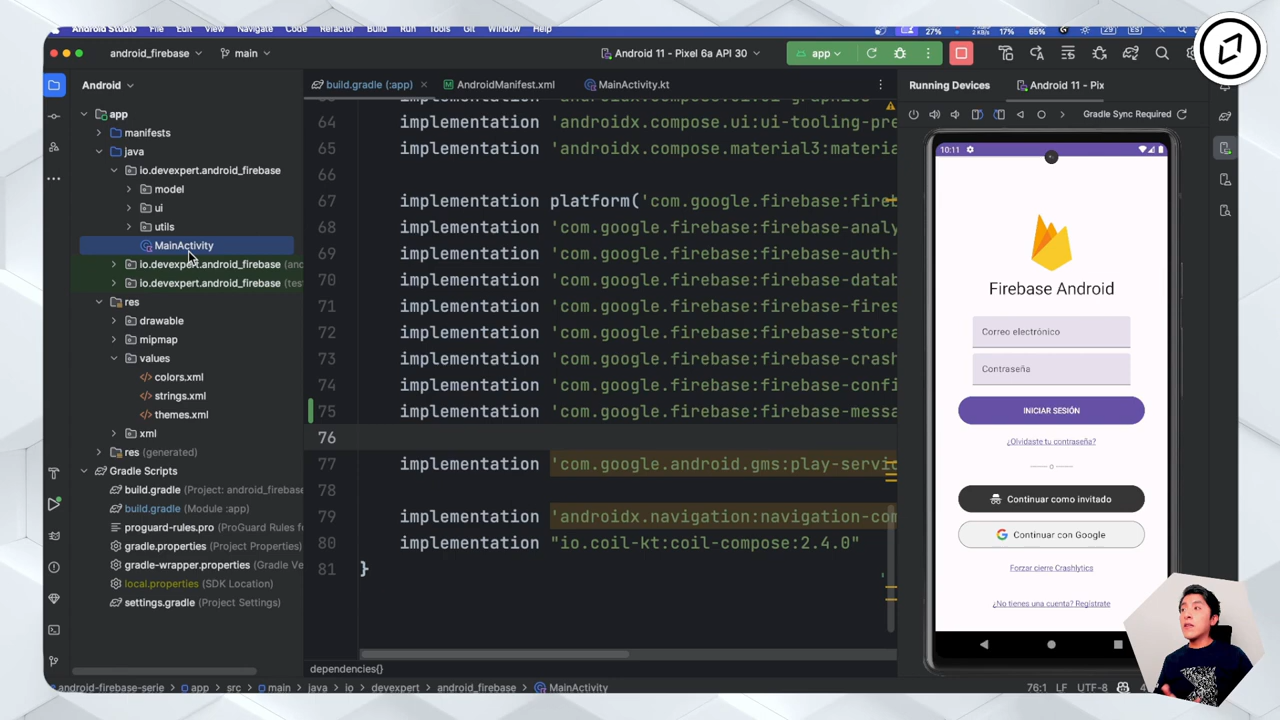 Android Studio File Edit View Navigate Code Refactor Build Run Tools Git Window Help
27% 17% 65%
android_firebase main Android 11 - Pixel 6a API 30 app
Android
build.gradle (:app) AndroidManifest.xml MainActivity.kt
Running Devices Android 11 - Pix
Gradle Sync Required
app
manifests
java
io.devexpert.android_firebase
model
ui
utils
MainActivity
io.devexpert.android_firebase (and
io.devexpert.android_firebase (test
res
drawable
mipmap
values
colors.xml
strings.xml
themes.xml
xml
res (generated)
Gradle Scripts
build.gradle (Project: android_firebase
build.gradle (Module :app)
proguard-rules.pro (ProGuard Rules fo
gradle.properties (Project Properties)
gradle-wrapper.properties (Gradle Ve
local.properties (SDK Location)
settings.gradle (Project Settings)
64 implementation 'androidx.compose.ui:ui-tooling-pre
65 implementation 'androidx.compose.material3:materia
66
67 implementation platform('com.google.firebase:fire
68 implementation 'com.google.firebase:firebase-analy
69 implementation 'com.google.firebase:firebase-auth-
70 implementation 'com.google.firebase:firebase-datab
71 implementation 'com.google.firebase:firebase-fires
72 implementation 'com.google.firebase:firebase-stora
73 implementation 'com.google.firebase:firebase-crash
74 implementation 'com.google.firebase:firebase-confi
75 implementation 'com.google.firebase:firebase-messa
76
77 implementation 'com.google.android.gms:play-servic
78
79 implementation 'androidx.navigation:navigation-com
80 implementation "io.coil-kt:coil-compose:2.4.0"
81 }
dependencies{}
10:11
Firebase Android
Correo electrónico
Contraseña
INICIAR SESIÓN
¿Olvidaste tu contraseña?
o
Continuar como invitado
Continuar con Google
Forzar cierre Crashlytics
¿No tienes una cuenta? Regístrate
android-firebase-serie app src main java io devexpert android_firebase MainActivity
76:1 LF UTF-8